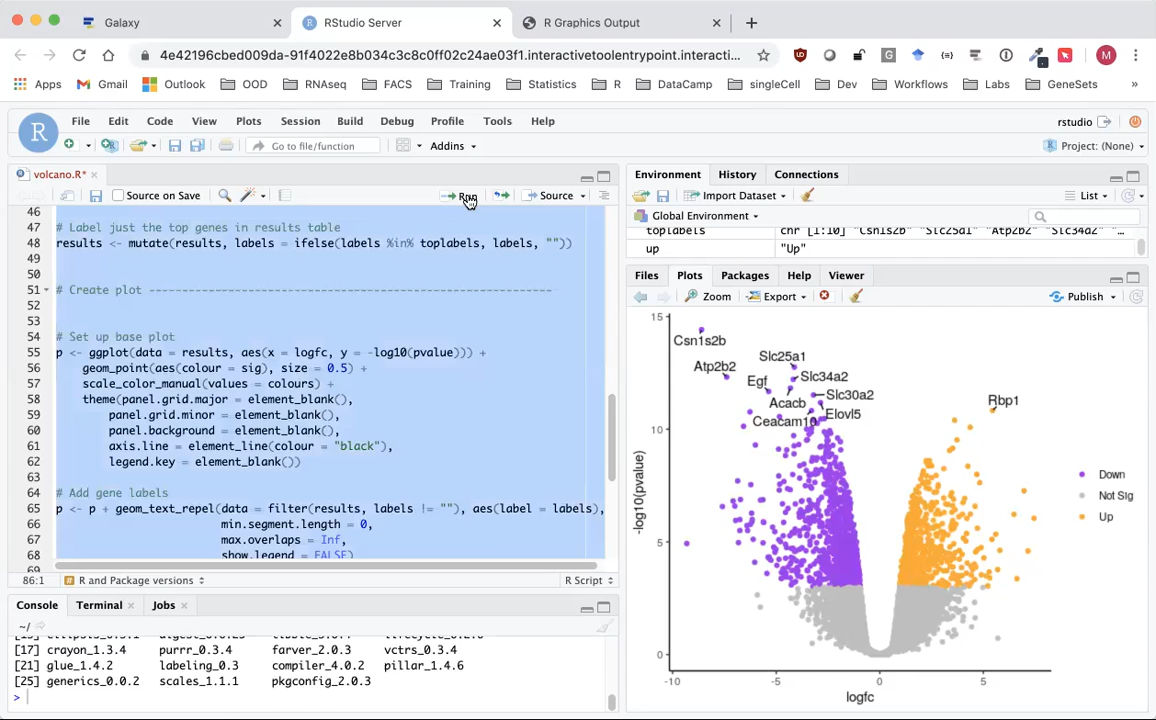 Galaxy
RStudio Server
R Graphics Output
4e42196cbed009da-91f4022e8b034c3c8c0ff02c24ae03f1.interactivetoolentrypoint.interacti...
Apps Gmail Outlook OOD RNAseq FACS Training Statistics R DataCamp singleCell Dev Workflows Labs GeneSets »
File Edit Code View Plots Session Build Debug Profile Tools Help
rstudio
Go to file/function
Addins
Project: (None)
volcano.R*
Source on Save
Run
Source
46
47 # Label just the top genes in results table
48 results <- mutate(results, labels = ifelse(labels %in% toplabels, labels, ""))
49
50
51 # Create plot -------------------------------------------------------
52
53
54 # Set up base plot
55 p <- ggplot(data = results, aes(x = logfc, y = -log10(pvalue))) +
56 geom_point(aes(colour = sig), size = 0.5) +
57 scale_color_manual(values = colours) +
58 theme(panel.grid.major = element_blank(),
59 panel.grid.minor = element_blank(),
60 panel.background = element_blank(),
61 axis.line = element_line(colour = "black"),
62 legend.key = element_blank())
63
64 # Add gene labels
65 p <- p + geom_text_repel(data = filter(results, labels != ""), aes(label = labels),
66 min.segment.length = 0,
67 max.overlaps = Inf,
68 show.legend = FALSE)
69
86:1
R and Package versions
R Script
Console
Terminal
Jobs
~/
[17] crayon_1.3.4 purrr_0.3.4 farver_2.0.3 vctrs_0.3.4
[21] glue_1.4.2 labeling_0.3 compiler_4.0.2 pillar_1.4.6
[25] generics_0.0.2 scales_1.1.1 pkgconfig_2.0.3
>
Environment
History
Connections
Import Dataset
List
Global Environment
toplabels chr [1:10] "Csn1s2b" "Slc25a1" "Atp2b2" "Slc34a2" "…
up "Up"
Files
Plots
Packages
Help
Viewer
Zoom
Export
Publish
15
Csn1s2b
Slc25a1
Atp2b2
Egf
Slc34a2
Slc30a2
Acacb
Elovl5
Ceacam10
Rbp1
10
-log10(pvalue)
Down
Not Sig
Up
5
0
-10
-5
0
5
logfc